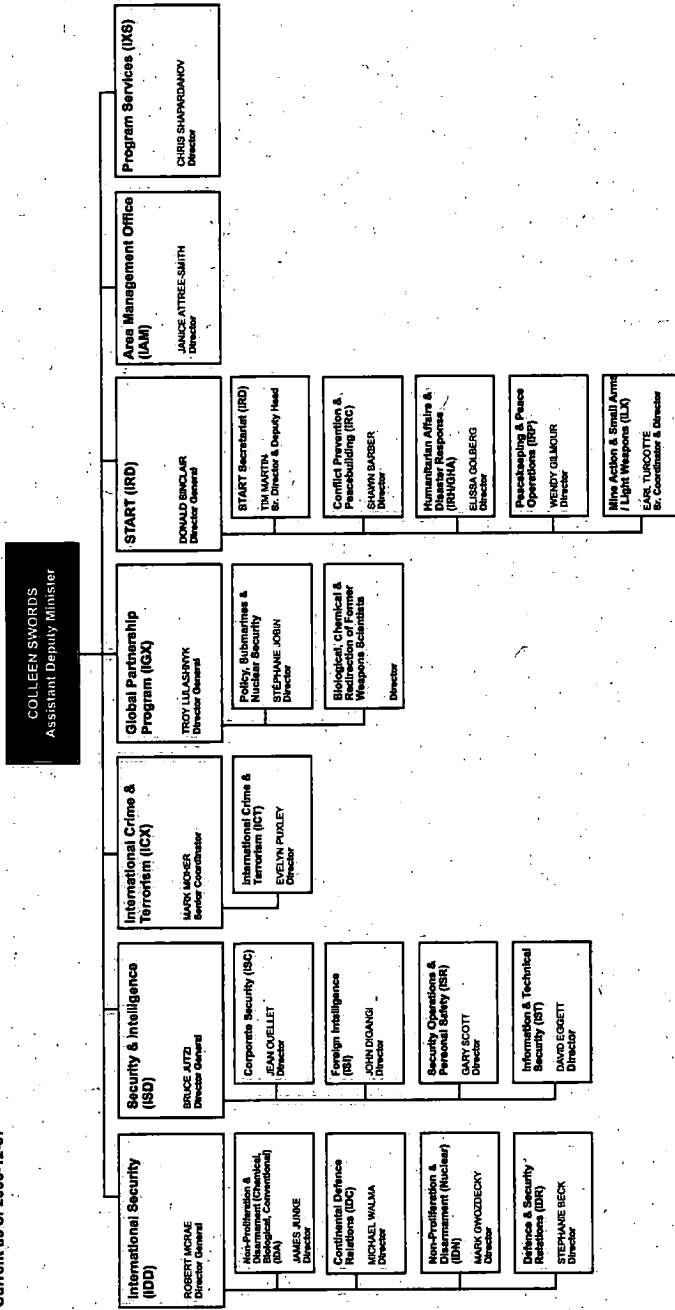 COLLEEN SWORDS
Assistant Deputy Minister
International Security
(IDD)
ROBERT MCRAE
Director General
Non-Proliferation &
Disarmament (Chemical,
Biological, Conventional)
(IDA)
JAMES JUNKE
Director
Continental Defence
Relations (IDC)
MICHAEL WALMA
Director
Non-Proliferation &
Disarmament (Nuclear)
(IDN)
MARK GWOZDECKY
Director
Defence & Security
Relations (IDR)
STEPHANIE BECK
Director
Security & Intelligence
(ISD)
BRUCE JUTZI
Director General
Corporate Security (ISC)
JEAN OUELLET
Director
Foreign Intelligence
(ISI)
JOHN DIGANGI
Director
Security Operations &
Personal Safety (ISR)
GARY SCOTT
Director
Information & Technical
Security (IST)
DAVID EGGETT
Director
International Crime &
Terrorism (ICX)
MARK MOHER
Senior Coordinator
International Crime &
Terrorism (ICT)
EVELYN PUXLEY
Director
Global Partnership
Program (IGX)
TROY LULASHNYK
Director General
Policy, Submarines &
Nuclear Security
STÉPHANE JOBIN
Director
Biological, Chemical &
Redirection of Former
Weapons Scientists
Director
START (IRD)
DONALD SINCLAIR
Director General
START Secretariat (IRD)
TIM MARTIN
Sr. Director & Deputy Head
Conflict Prevention &
Peacebuilding (IRC)
SHAWN BARBER
Director
Humanitarian Affairs &
Disaster Response
(IRH/GHA)
ELISSA GOLBERG
Director
Peacekeeping & Peace
Operations (IRP)
WENDY GILMOUR
Director
Mine Action & Small Arms
/ Light Weapons (ILX)
EARL TURCOTTE
Sr. Coordinator & Director
Area Management Office
(IAM)
JANICE ATTREE-SMITH
Director
Program Services (IXS)
CHRIS SHAPARDANOV
Director